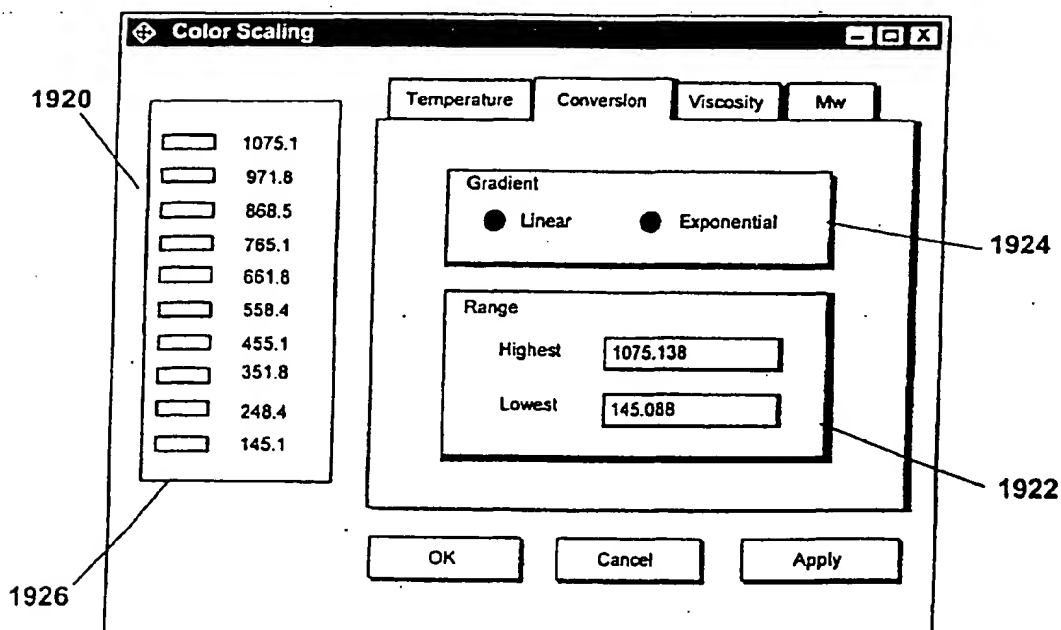 Color Scaling
1920
1075.1
971.8
868.5
765.1
661.8
558.4
455.1
351.8
248.4
145.1
1926
Temperature Conversion Viscosity Mw
Gradient
Linear Exponential
1924
Range
Highest 1075.138
Lowest 145.088
1922
OK Cancel Apply